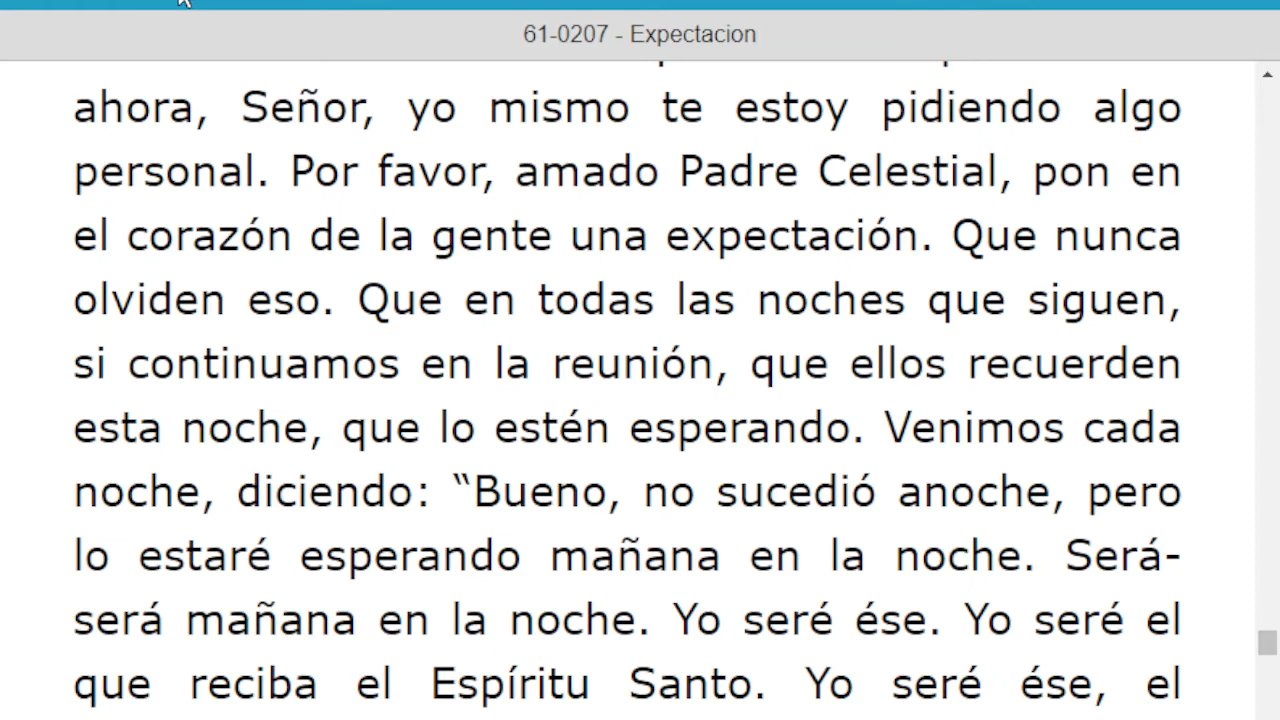 61-0207 - Expectacion
ahora, Señor, yo mismo te estoy pidiendo algo
personal. Por favor, amado Padre Celestial, pon en
el corazón de la gente una expectación. Que nunca
olviden eso. Que en todas las noches que siguen,
si continuamos en la reunión, que ellos recuerden
esta noche, que lo estén esperando. Venimos cada
noche, diciendo: “Bueno, no sucedió anoche, pero
lo estaré esperando mañana en la noche. Será-
será mañana en la noche. Yo seré ése. Yo seré el
que reciba el Espíritu Santo. Yo seré ése, el